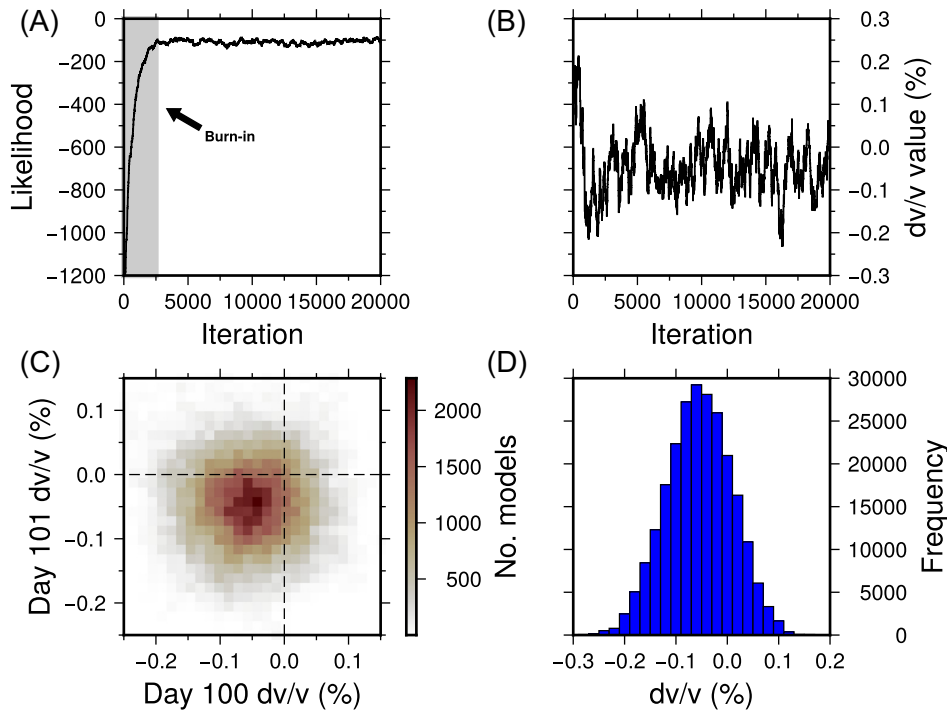 (A)
0
−200
−400
−600
−800
−1000
−1200
Likelihood
Burn-in
0 5000 10000 15000 20000
Iteration
(B)
0.3
0.2
0.1
0.0
−0.1
−0.2
−0.3
dv/v value (%)
0 5000 10000 15000 20000
Iteration
(C)
0.1
0.0
−0.1
−0.2
Day 101 dv/v (%)
−0.2 −0.1 0.0 0.1
Day 100 dv/v (%)
2000
1500
1000
500
No. models
(D)
30000
25000
20000
15000
10000
5000
0
Frequency
−0.3 −0.2 −0.1 0.0 0.1 0.2
dv/v (%)